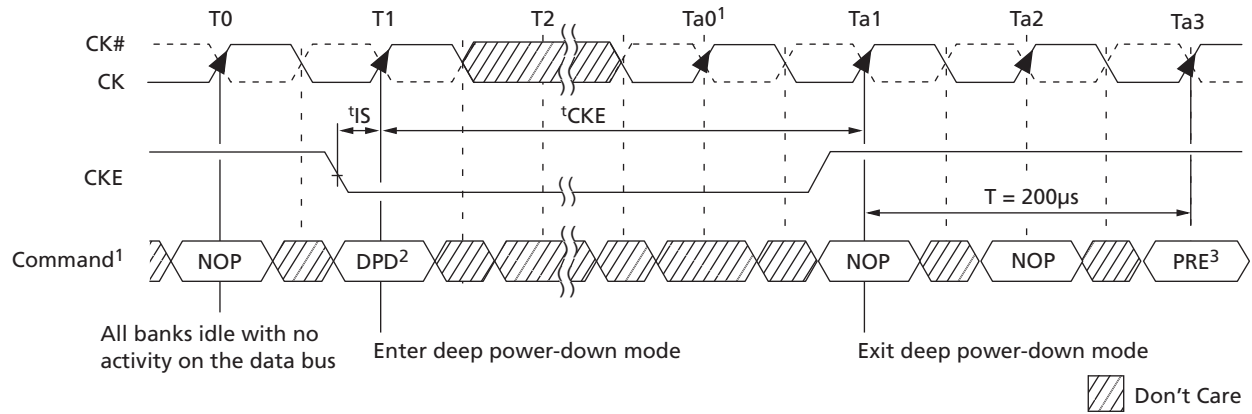 T0 T1 T2 Ta0¹ Ta1 Ta2 Ta3
CK#
CK
ᵗIS ᵗCKE
CKE
T = 200µs
Command¹ NOP DPD² NOP NOP PRE³
All banks idle with no
activity on the data bus
Enter deep power-down mode
Exit deep power-down mode
Don't Care